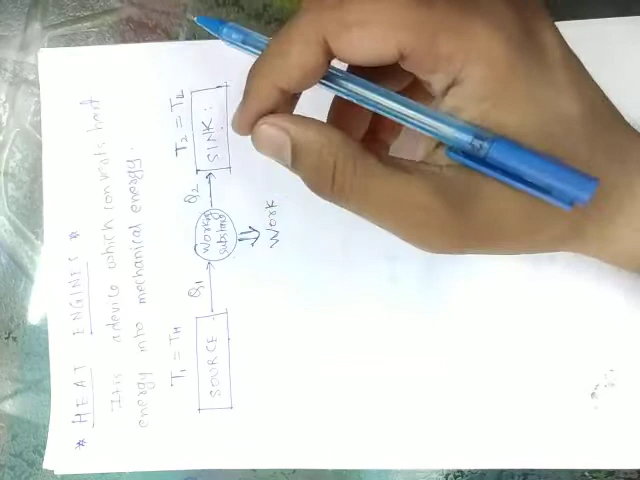 * HEAT ENGINES *
It is a device which converts heat
energy into mechanical energy.
T₁ = TH
T₂ = TL
SOURCE
Q₁
Working
substance
Q₂
SINK
Work